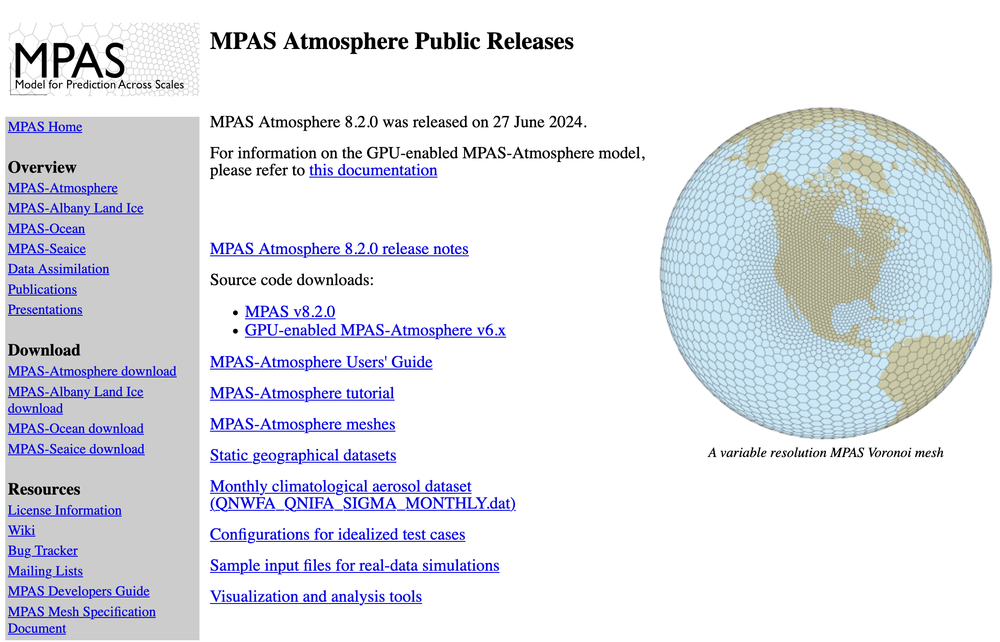 MPAS
Model for Prediction Across Scales
MPAS Atmosphere Public Releases
MPAS Home
Overview
MPAS-Atmosphere
MPAS-Albany Land Ice
MPAS-Ocean
MPAS-Seaice
Data Assimilation
Publications
Presentations
Download
MPAS-Atmosphere download
MPAS-Albany Land Ice
download
MPAS-Ocean download
MPAS-Seaice download
Resources
License Information
Wiki
Bug Tracker
Mailing Lists
MPAS Developers Guide
MPAS Mesh Specification
Document
MPAS Atmosphere 8.2.0 was released on 27 June 2024.
For information on the GPU-enabled MPAS-Atmosphere model,
please refer to this documentation
MPAS Atmosphere 8.2.0 release notes
Source code downloads:
• MPAS v8.2.0
• GPU-enabled MPAS-Atmosphere v6.x
MPAS-Atmosphere Users' Guide
MPAS-Atmosphere tutorial
MPAS-Atmosphere meshes
Static geographical datasets
Monthly climatological aerosol dataset
(QNWFA_QNIFA_SIGMA_MONTHLY.dat)
Configurations for idealized test cases
Sample input files for real-data simulations
Visualization and analysis tools
A variable resolution MPAS Voronoi mesh